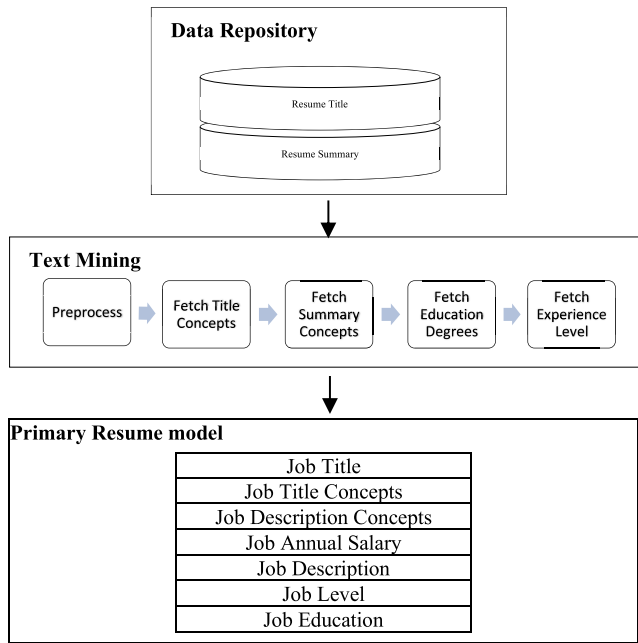 Data Repository
Resume Title
Resume Summary
Text Mining
Preprocess
Fetch Title
Concepts
Fetch
Summary
Concepts
Fetch
Education
Degrees
Fetch
Experience
Level
Primary Resume model
Job Title
Job Title Concepts
Job Description Concepts
Job Annual Salary
Job Description
Job Level
Job Education